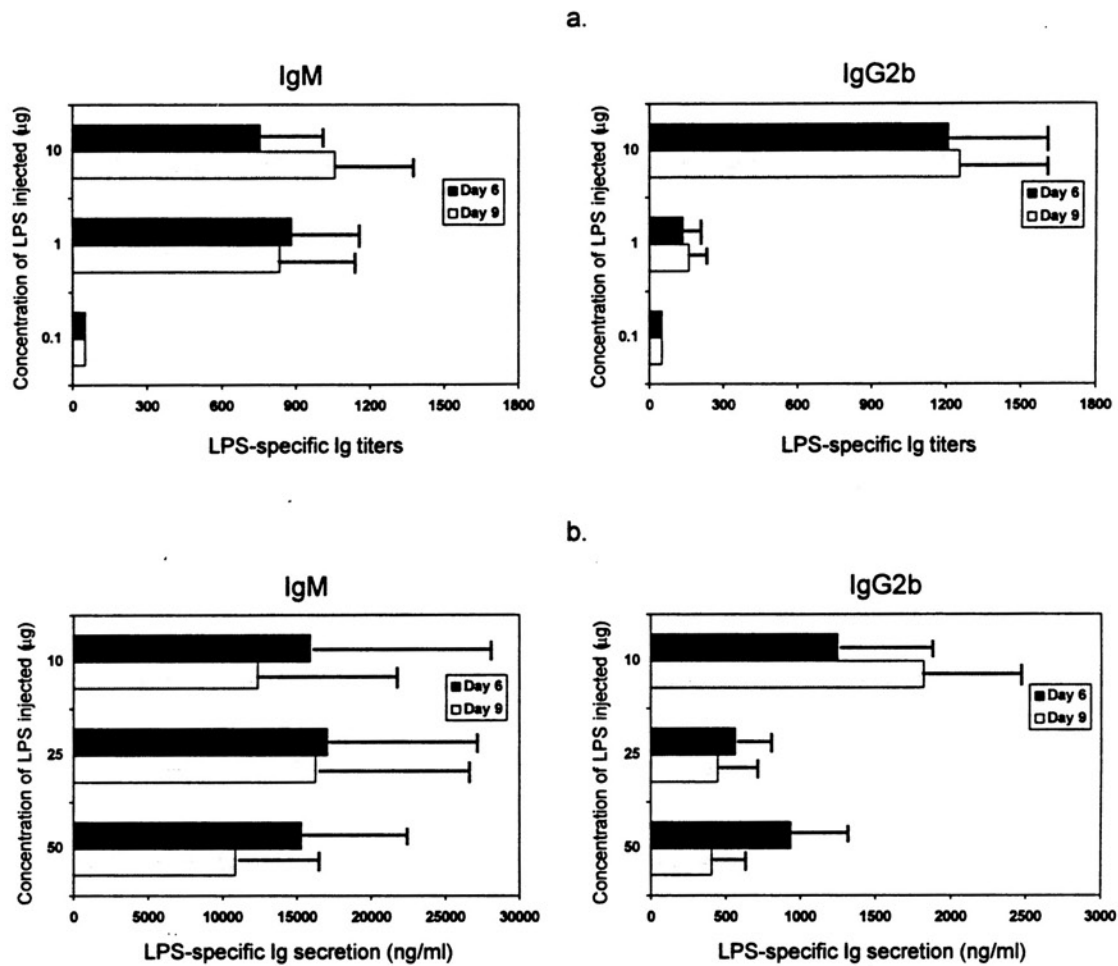 a.
IgM
Concentration of LPS injected (µg)
10
1
0.1
Day 6
Day 9
0 300 600 900 1200 1500 1800
LPS-specific Ig titers
IgG2b
Concentration of LPS injected (µg)
10
1
0.1
Day 6
Day 9
0 300 600 900 1200 1500 1800
LPS-specific Ig titers
b.
IgM
Concentration of LPS injected (µg)
10
25
50
Day 6
Day 9
0 5000 10000 15000 20000 25000 30000
LPS-specific Ig secretion (ng/ml)
IgG2b
Concentration of LPS injected (µg)
10
25
50
Day 6
Day 9
0 500 1000 1500 2000 2500 3000
LPS-specific Ig secretion (ng/ml)